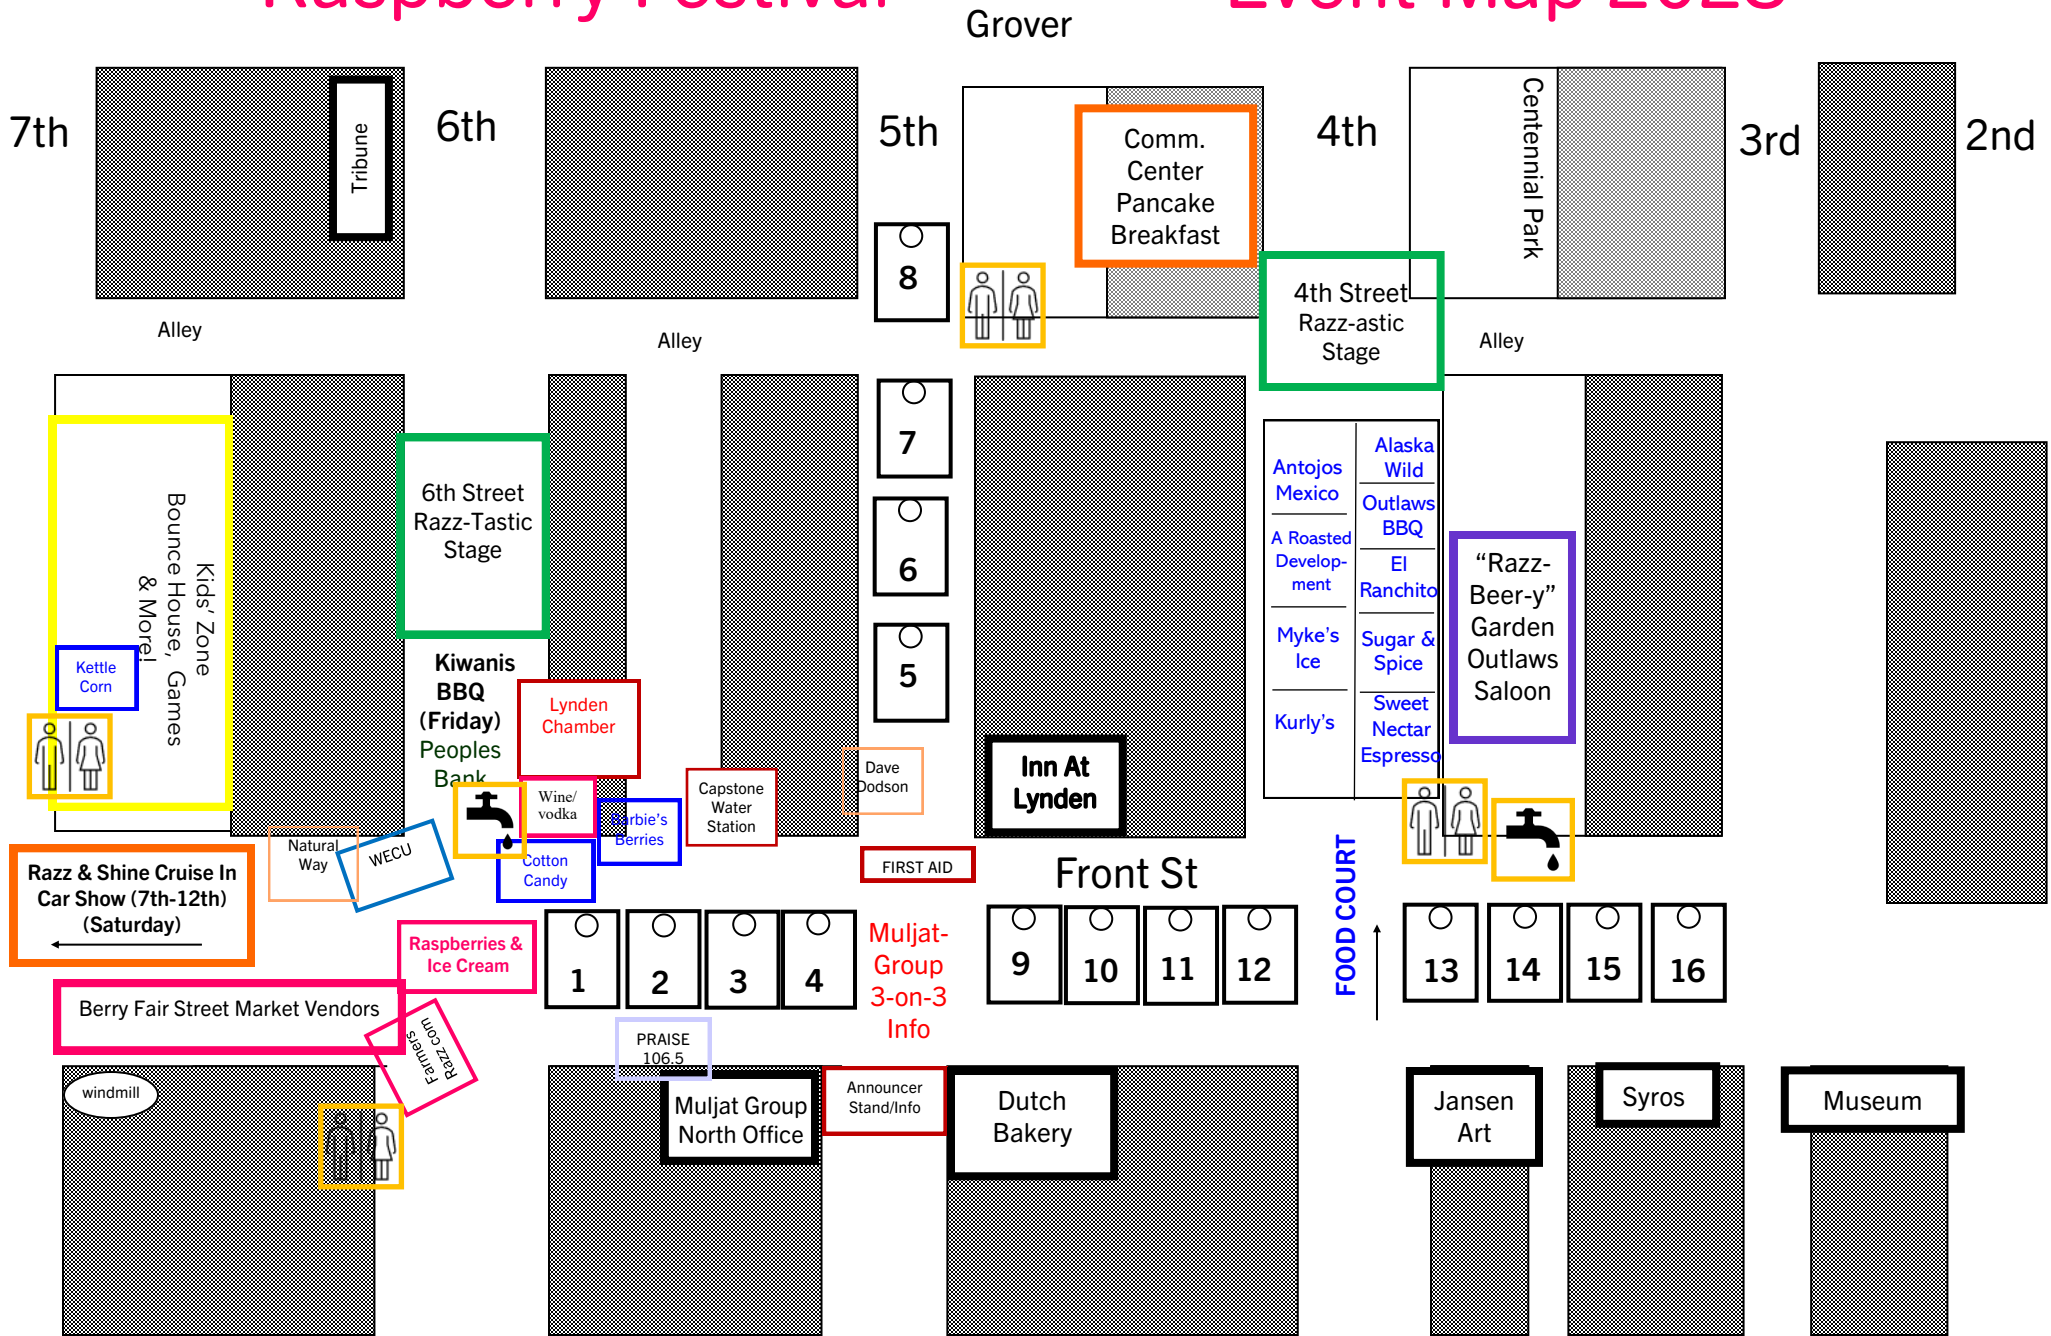 Raspberry Festival
Event Map 2023
Grover
7th
Tribune
6th
5th
Comm.
Center
Pancake
Breakfast
4th
Centennial Park
3rd
2nd
8
4th Street
Razz-astic
Stage
Alley
Alley
Alley
Kids' Zone
Bounce House, Games
& More!
Kettle
Corn
6th Street
Razz-Tastic
Stage
Kiwanis
BBQ
(Friday)
Peoples
Bank
Lynden
Chamber
Wine/
vodka
Barbie's
Berries
Cotton
Candy
Capstone
Water
Station
7
6
5
Dave
Dodson
FIRST AID
Inn At
Lynden
Antojos
Mexico
A Roasted
Develop-
ment
Myke's
Ice
Kurly's
Alaska
Wild
Outlaws
BBQ
El
Ranchito
Sugar &
Spice
Sweet
Nectar
Espresso
“Razz-
Beer-y”
Garden
Outlaws
Saloon
Natural
Way
WECU
Razz & Shine Cruise In
Car Show (7th-12th)
(Saturday)
Front St
FOOD COURT
Raspberries &
Ice Cream
Berry Fair Street Market Vendors
Farmers
Razz com
1
2
3
4
Muljat-
Group
3-on-3
Info
9
10
11
12
13
14
15
16
PRAISE
106.5
windmill
Muljat Group
North Office
Announcer
Stand/Info
Dutch
Bakery
Jansen
Art
Syros
Museum